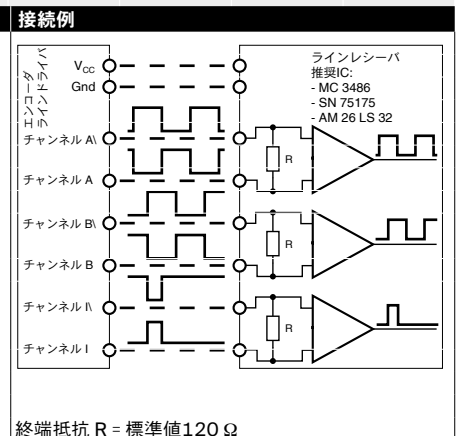 接続例
エンコーダ
ラインドライバ
V_CC
Gnd
チャンネル A\
チャンネル A
チャンネル B\
チャンネル B
チャンネル I\
チャンネル I
ラインレシーバ
推奨IC:
- MC 3486
- SN 75175
- AM 26 LS 32
R
R
R
終端抵抗 R = 標準値120 Ω